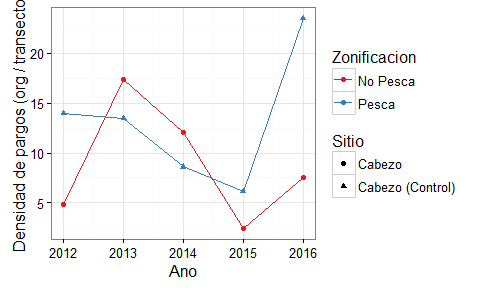 Densidad de pargos (org / transecto
20
15
10
5
2012 2013 2014 2015 2016
Ano
Zonificacion
No Pesca
Pesca
Sitio
Cabezo
Cabezo (Control)